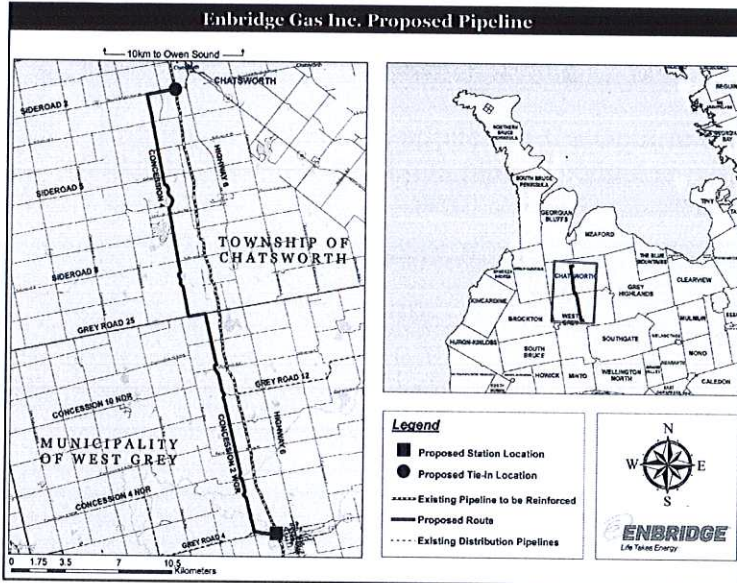 Enbridge Gas Inc. Proposed Pipeline
10km to Owen Sound
CHATSWORTH
SIDEROAD 3
CONCESSION
HIGHWAY 6
SIDEROAD 5
TOWNSHIP OF
CHATSWORTH
SIDEROAD 8
GREY ROAD 25
GREY ROAD 12
CONCESSION 10 NDR
CONCESSION 2 WGR
HIGHWAY 6
MUNICIPALITY
OF WEST GREY
CONCESSION 4 NDR
GREY ROAD 4
0 1.75 3.5 7 10.5
Kilometers
NORTHERN
BRUCE
PENINSULA
SOUTH BRUCE
PENINSULA
GEORGIAN
BLUFFS
MEAFORD
TINY
THE BLUE
MOUNTAINS
CHATSWORTH
GREY
HIGHLANDS
CLEARVIEW
KINCARDINE
BROCKTON
WEST
GREY
SOUTHGATE
MULMUR
HURON-KINLOSS
SOUTH
BRUCE
MONO
HOWICK
MINTO
WELLINGTON
NORTH
CALEDON
Legend
Proposed Station Location
Proposed Tie-In Location
Existing Pipeline to be Reinforced
Proposed Route
Existing Distribution Pipelines
N
W E
S
ENBRIDGE
Life Takes Energy